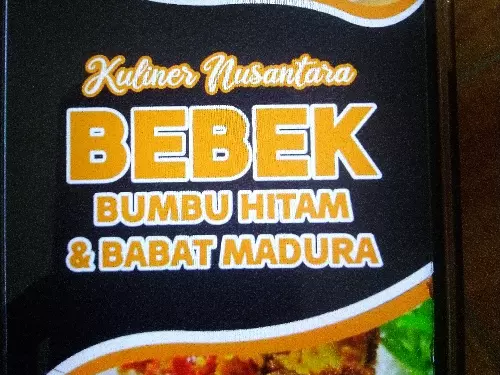 Kuliner Nusantara
BEBEK
BUMBU HITAM
& BABAT MADURA